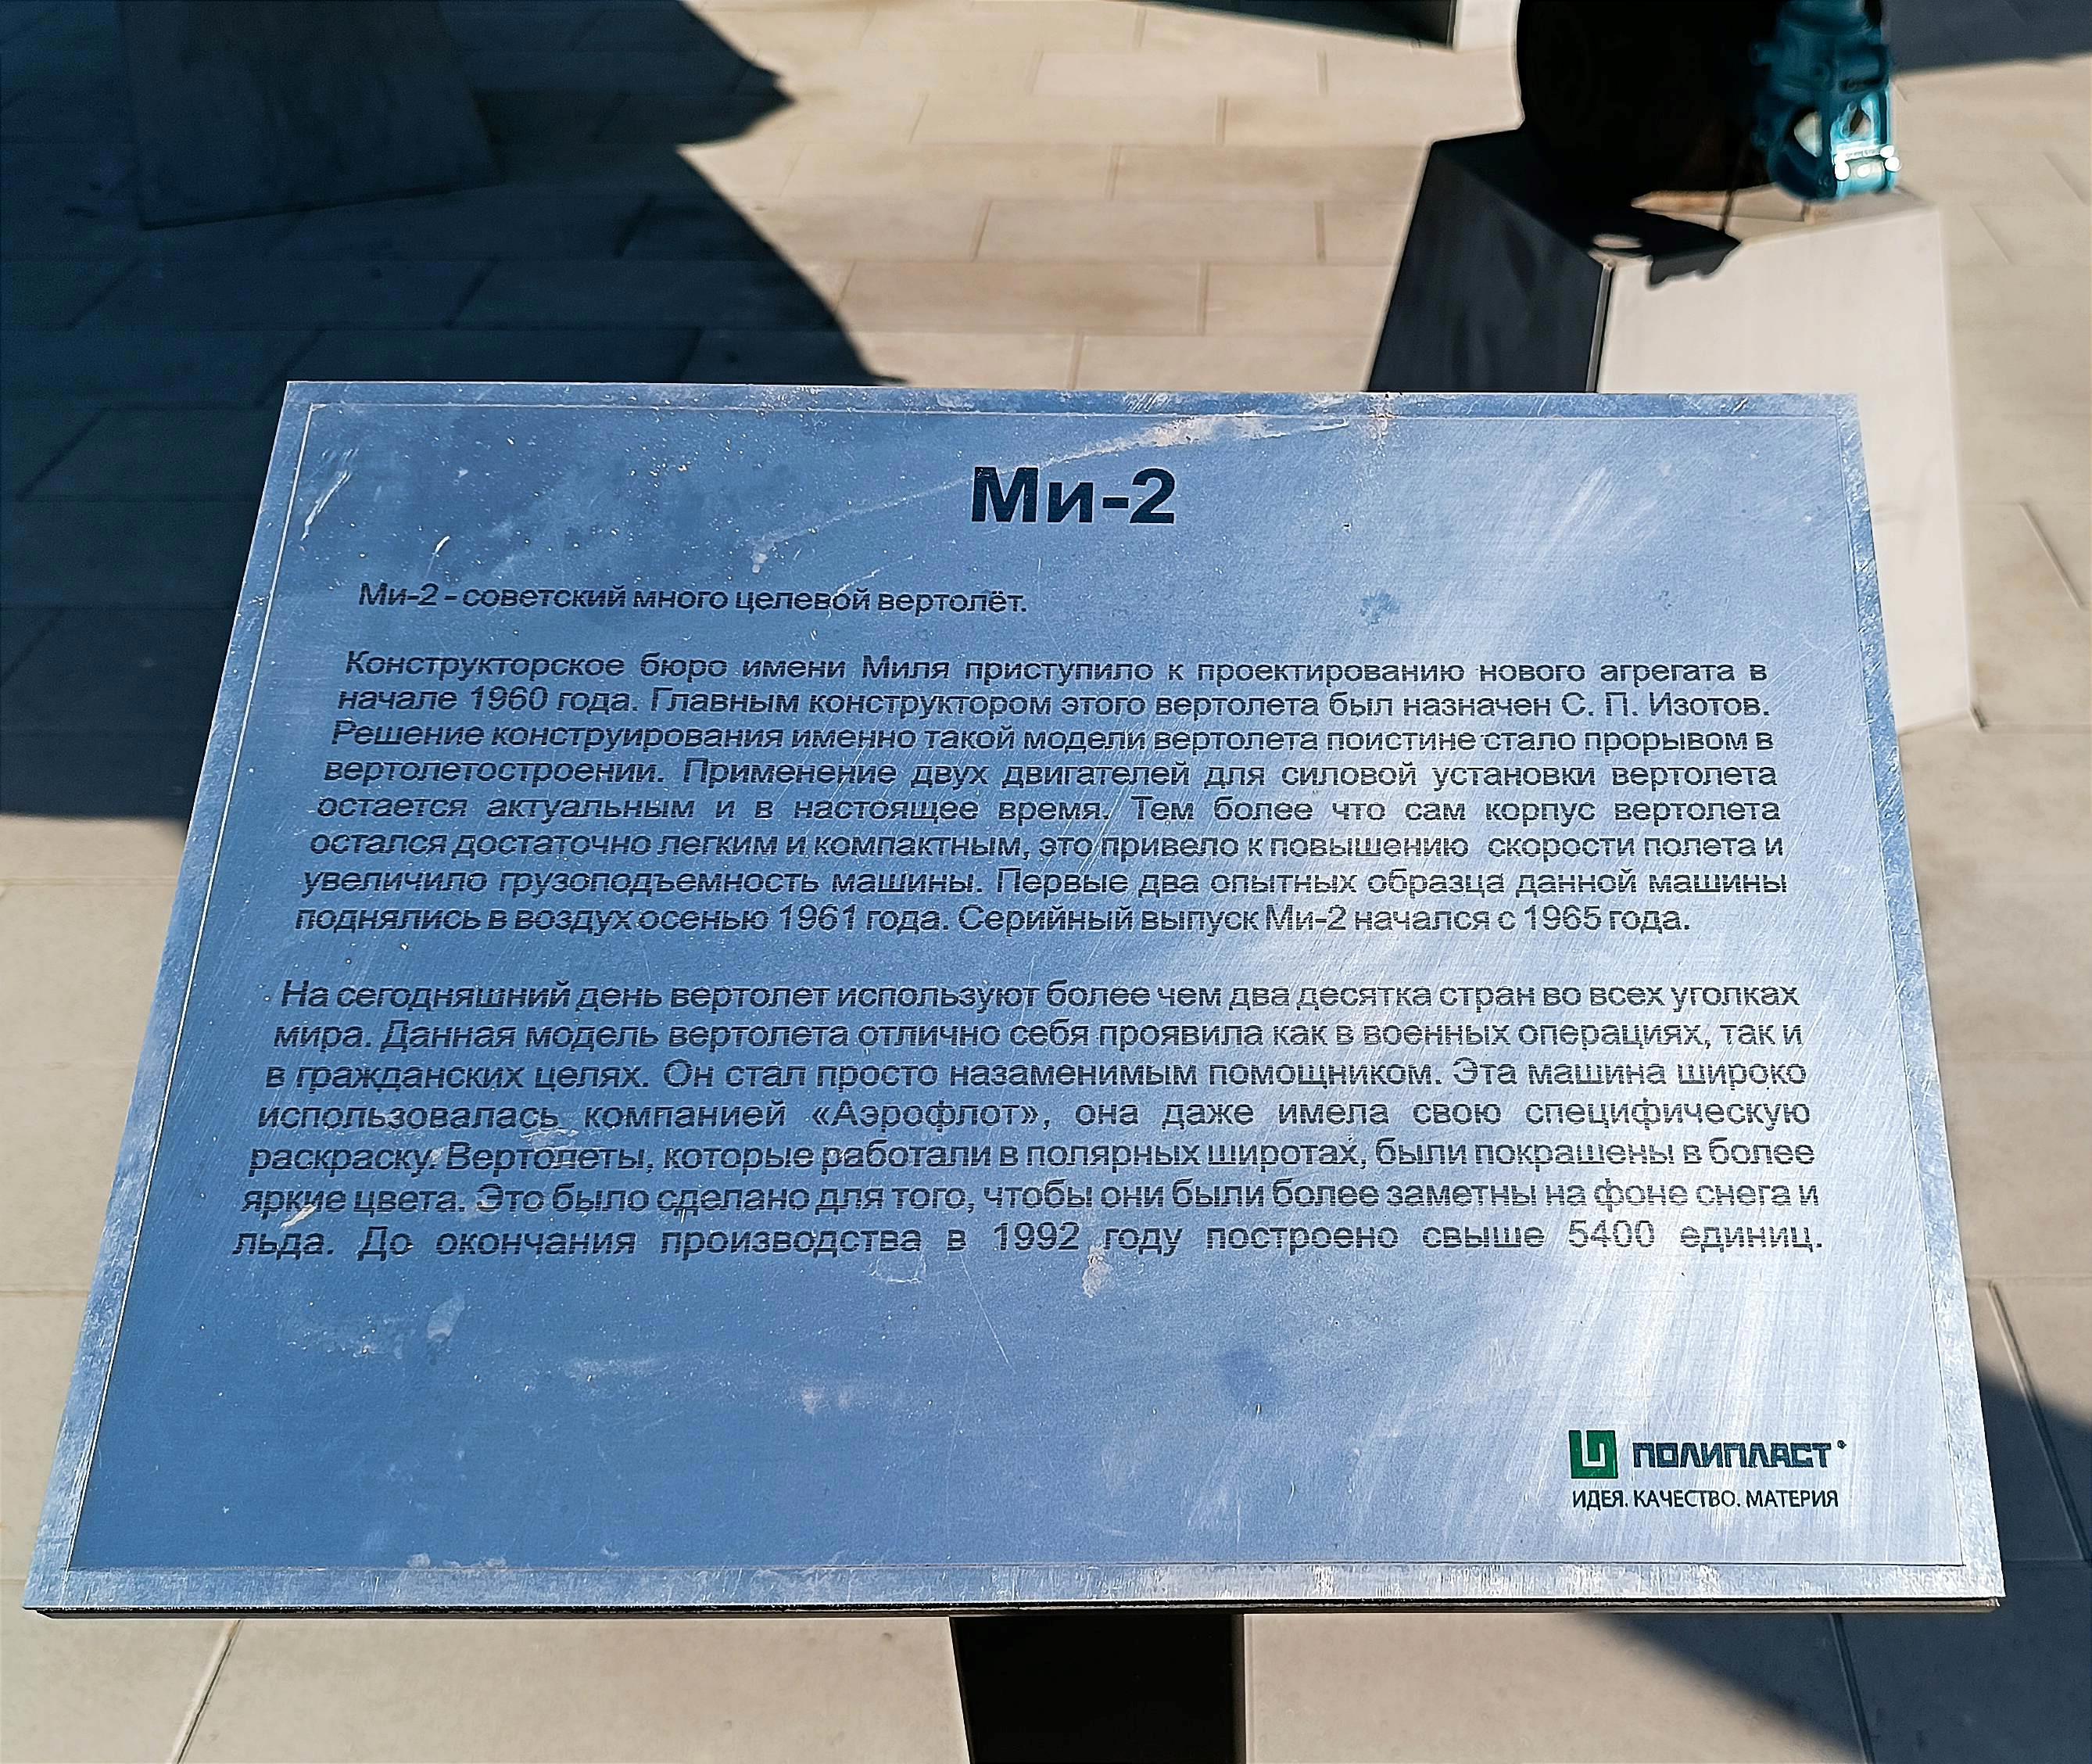 Ми-2
Ми-2 - советский много целевой вертолёт.
Конструкторское бюро имени Миля приступило к проектированию нового агрегата в
начале 1960 года. Главным конструктором этого вертолета был назначен С. П. Изотов.
Решение конструирования именно такой модели вертолета поистине стало прорывом в
вертолетостроении. Применение двух двигателей для силовой установки вертолета
остается актуальным и в настоящее время. Тем более что сам корпус вертолета
остался достаточно легким и компактным, это привело к повышению скорости полета и
увеличило грузоподъемность машины. Первые два опытных образца данной машины
поднялись в воздух осенью 1961 года. Серийный выпуск Ми-2 начался с 1965 года.
На сегодняшний день вертолет используют более чем два десятка стран во всех уголках
мира. Данная модель вертолета отлично себя проявила как в военных операциях, так и
в гражданских целях. Он стал просто назаменимым помощником. Эта машина широко
использовалась компанией «Аэрофлот», она даже имела свою специфическую
раскраску. Вертолеты, которые работали в полярных широтах, были покрашены в более
яркие цвета. Это было сделано для того, чтобы они были более заметны на фоне снега и
льда. До окончания производства в 1992 году построено свыше 5400 единиц.
ПОЛИПЛАСТ
ИДЕЯ. КАЧЕСТВО. МАТЕРИЯ